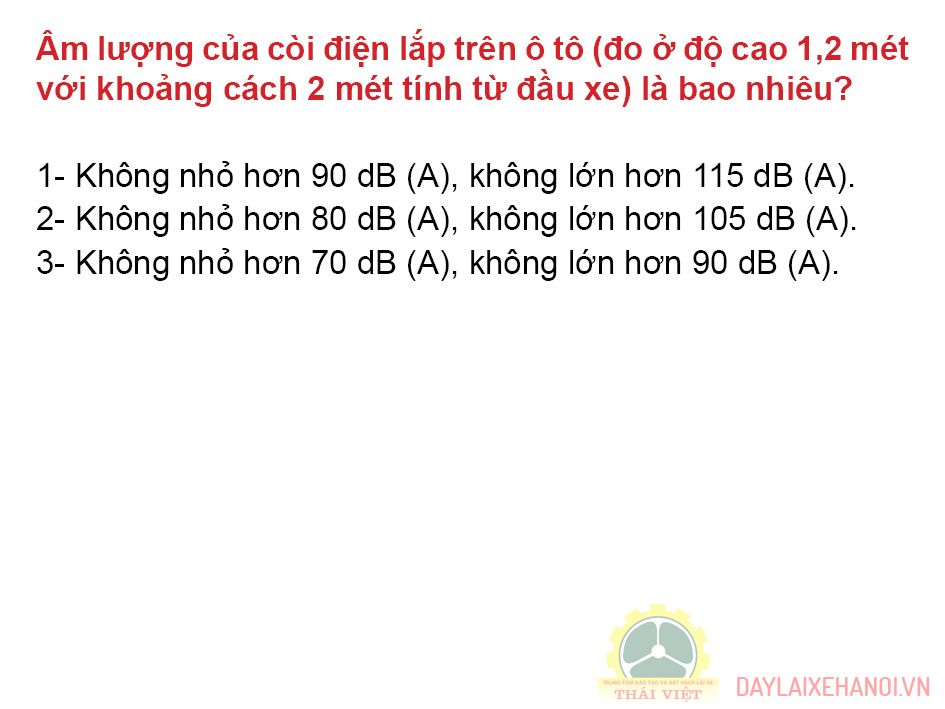 Âm lượng của còi điện lắp trên ô tô (đo ở độ cao 1,2 mét
với khoảng cách 2 mét tính từ đầu xe) là bao nhiêu?
1- Không nhỏ hơn 90 dB (A), không lớn hơn 115 dB (A).
2- Không nhỏ hơn 80 dB (A), không lớn hơn 105 dB (A).
3- Không nhỏ hơn 70 dB (A), không lớn hơn 90 dB (A).
TRUNG TÂM ĐÀO TẠO VÀ SÁT HẠCH LÁI XE
THÁI VIỆT
DAYLAIXEHANOI.VN